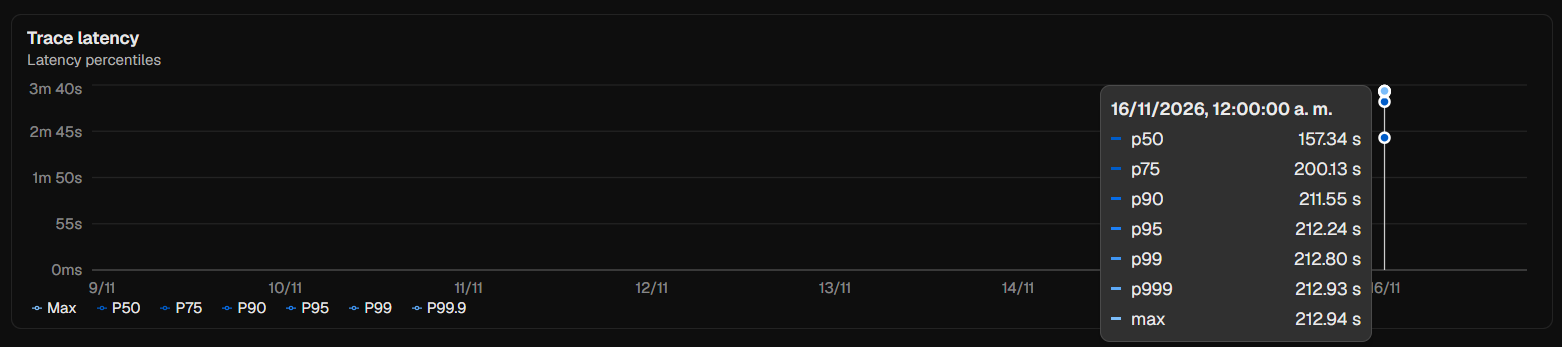 Trace latency
Latency percentiles
3m 40s
2m 45s
1m 50s
55s
0ms
9/11 10/11 11/11 12/11 13/11 14/11 16/11
Max P50 P75 P90 P95 P99 P99.9
16/11/2026, 12:00:00 a. m.
p50 157.34 s
p75 200.13 s
p90 211.55 s
p95 212.24 s
p99 212.80 s
p999 212.93 s
max 212.94 s